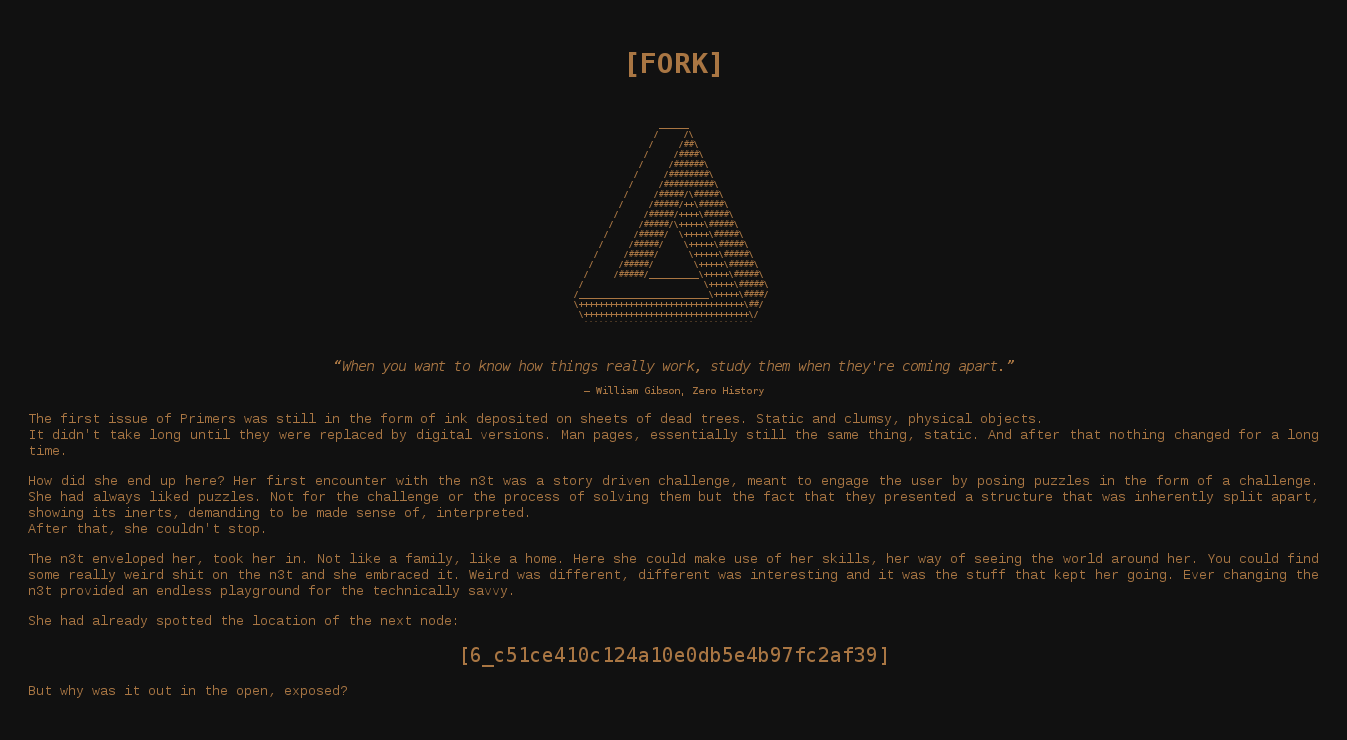 [FORK]
“When you want to know how things really work, study them when they're coming apart.”
— William Gibson, Zero History
The first issue of Primers was still in the form of ink deposited on sheets of dead trees. Static and clumsy, physical objects.
It didn't take long until they were replaced by digital versions. Man pages, essentially still the same thing, static. And after that nothing changed for a long
time.
How did she end up here? Her first encounter with the n3t was a story driven challenge, meant to engage the user by posing puzzles in the form of a challenge.
She had always liked puzzles. Not for the challenge or the process of solving them but the fact that they presented a structure that was inherently split apart,
showing its inerts, demanding to be made sense of, interpreted.
After that, she couldn't stop.
The n3t enveloped her, took her in. Not like a family, like a home. Here she could make use of her skills, her way of seeing the world around her. You could find
some really weird shit on the n3t and she embraced it. Weird was different, different was interesting and it was the stuff that kept her going. Ever changing the
n3t provided an endless playground for the technically savvy.
She had already spotted the location of the next node:
[6_c51ce410c124a10e0db5e4b97fc2af39]
But why was it out in the open, exposed?